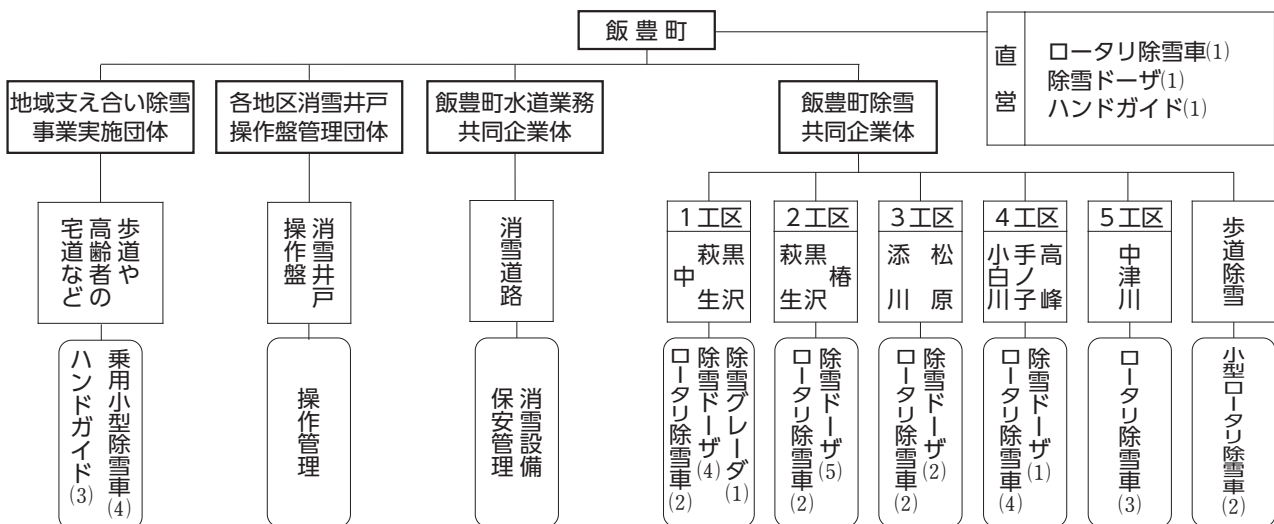 飯豊町
直営
ロータリ除雪車(1)
除雪ドーザ(1)
ハンドガイド(1)
地域支え合い除雪
事業実施団体
各地区消雪井戸
操作盤管理団体
飯豊町水道業務
共同企業体
飯豊町除雪
共同企業体
歩道や
高齢者の
宅道など
消雪井戸
操作盤
消雪道路
1工区
黒沢
萩生
中
2工区
椿
黒沢
萩生
3工区
松原
添川
4工区
高峰
手ノ子
小白川
5工区
中津川
歩道除雪
乗用小型除雪車(4)
ハンドガイド(3)
操作管理
消雪設備
保安管理
除雪グレーダ(1)
除雪ドーザ(4)
ロータリ除雪車(2)
除雪ドーザ(5)
ロータリ除雪車(2)
除雪ドーザ(2)
ロータリ除雪車(2)
除雪ドーザ(1)
ロータリ除雪車(4)
ロータリ除雪車(3)
小型ロータリ除雪車(2)